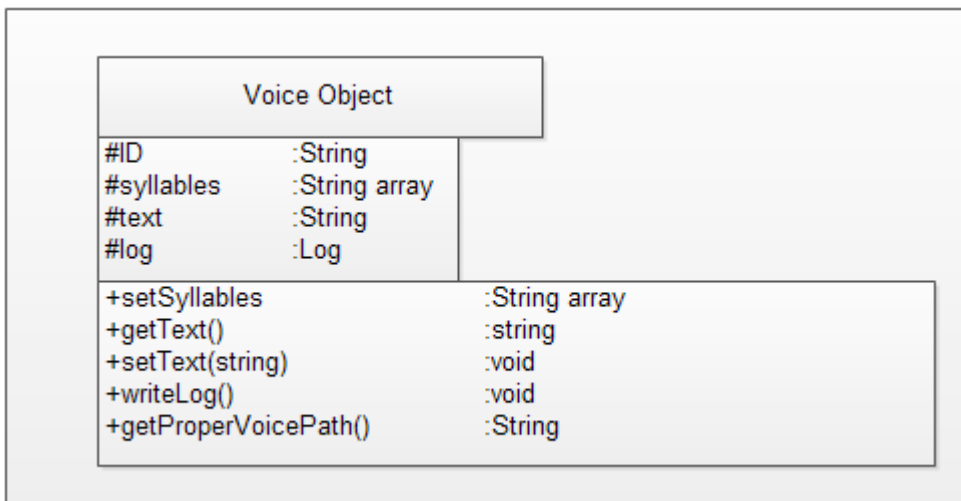 Voice Object
#ID :String
#syllables :String array
#text :String
#log :Log
+setSyllables :String array
+getText() :string
+setText(string) :void
+writeLog() :void
+getProperVoicePath() :String